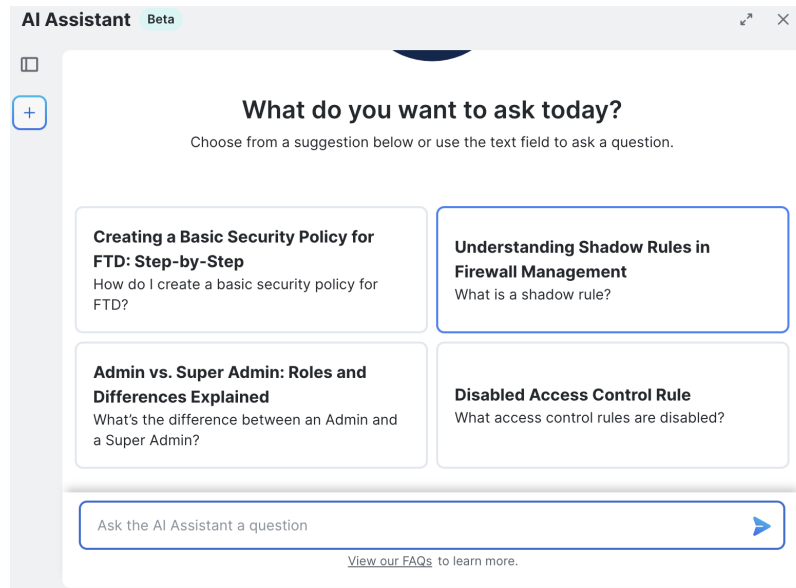 AI Assistant Beta
What do you want to ask today?
Choose from a suggestion below or use the text field to ask a question.
Creating a Basic Security Policy for
FTD: Step-by-Step
How do I create a basic security policy for
FTD?
Understanding Shadow Rules in
Firewall Management
What is a shadow rule?
Admin vs. Super Admin: Roles and
Differences Explained
What's the difference between an Admin and
a Super Admin?
Disabled Access Control Rule
What access control rules are disabled?
Ask the AI Assistant a question
View our FAQs to learn more.